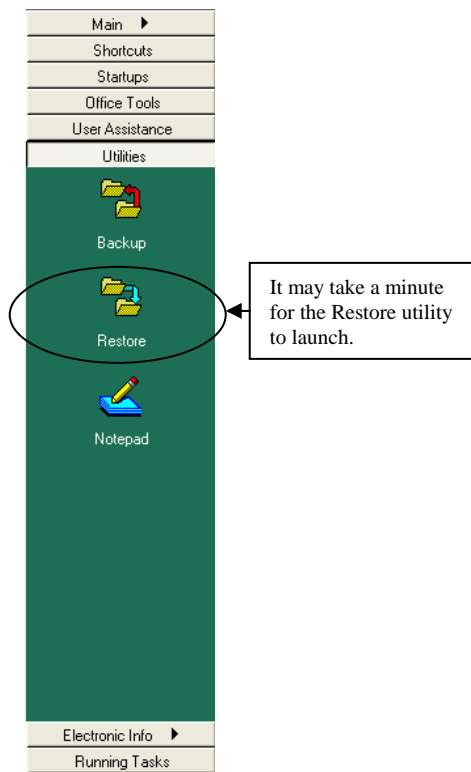 Main
Shortcuts
Startups
Office Tools
User Assistance
Utilities
Backup
Restore
It may take a minute
for the Restore utility
to launch.
Notepad
Electronic Info
Running Tasks